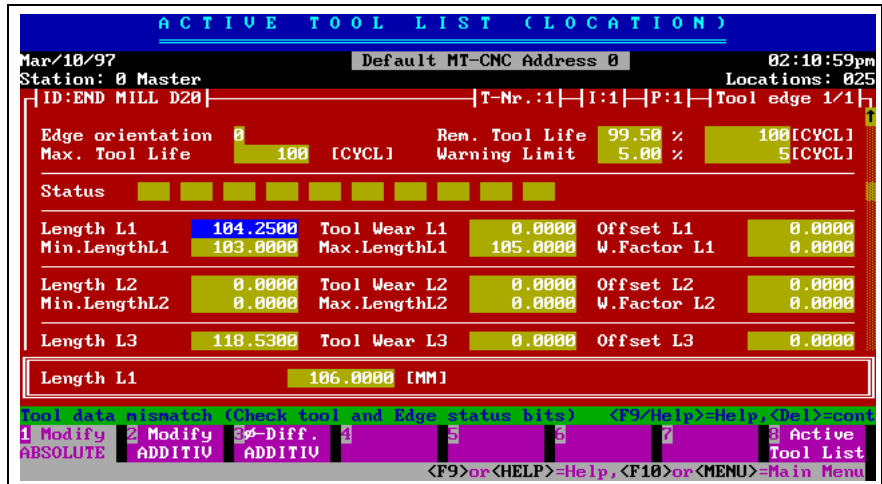 ACTIVE TOOL LIST (LOCATION)
Mar/10/97 Default MT-CNC Address 0 02:10:59pm
Station: 0 Master Locations: 025
ID:END MILL D20 T-Nr.:1 I:1 P:1 Tool edge 1/1
Edge orientation 0 Rem. Tool Life 99.50 % 100[CYCL]
Max. Tool Life 100 [CYCL] Warning Limit 5.00 % 5[CYCL]
Status
Length L1 104.2500 Tool Wear L1 0.0000 Offset L1 0.0000
Min.LengthL1 103.0000 Max.LengthL1 105.0000 W.Factor L1 0.0000
Length L2 0.0000 Tool Wear L2 0.0000 Offset L2 0.0000
Min.LengthL2 0.0000 Max.LengthL2 0.0000 W.Factor L2 0.0000
Length L3 118.5300 Tool Wear L3 0.0000 Offset L3 0.0000
Length L1 106.0000 [MM]
Tool data mismatch (Check tool and Edge status bits) <F9/Help>=Help,<Del>=cont
1 Modify 2 Modify 3ø-Diff. 4 5 6 7 8 Active
ABSOLUTE ADDITIV ADDITIV Tool List
<F9>or<HELP>=Help,<F10>or<MENU>=Main Menu